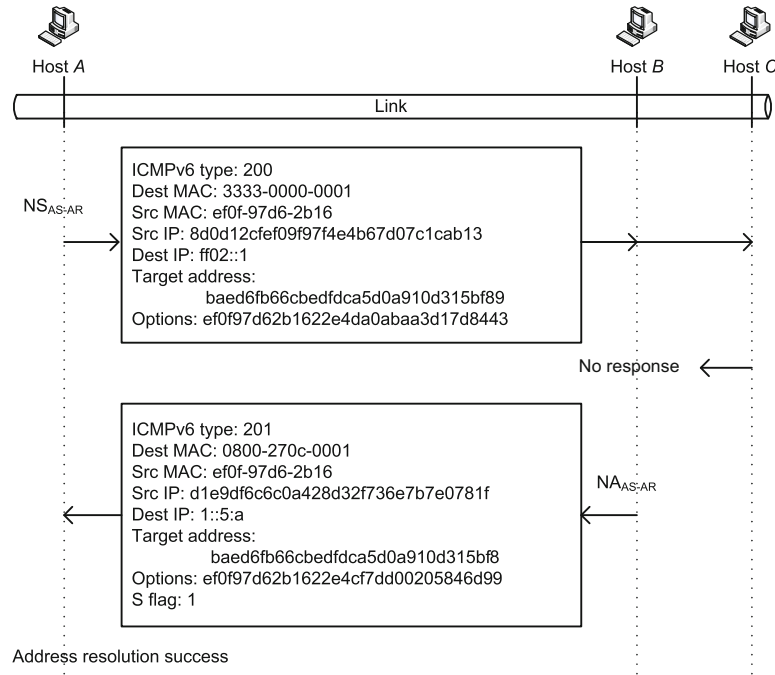 Host A
Host B
Host C
Link
NSAS-AR
ICMPv6 type: 200
Dest MAC: 3333-0000-0001
Src MAC: ef0f-97d6-2b16
Src IP: 8d0d12cfef09f97f4e4b67d07c1cab13
Dest IP: ff02::1
Target address:
baed6fb66cbedfdca5d0a910d315bf89
Options: ef0f97d62b1622e4da0abaa3d17d8443
No response
ICMPv6 type: 201
Dest MAC: 0800-270c-0001
Src MAC: ef0f-97d6-2b16
Src IP: d1e9df6c6c0a428d32f736e7b7e0781f
Dest IP: 1::5:a
Target address:
baed6fb66cbedfdca5d0a910d315bf8
Options: ef0f97d62b1622e4cf7dd00205846d99
S flag: 1
NAAS-AR
Address resolution success